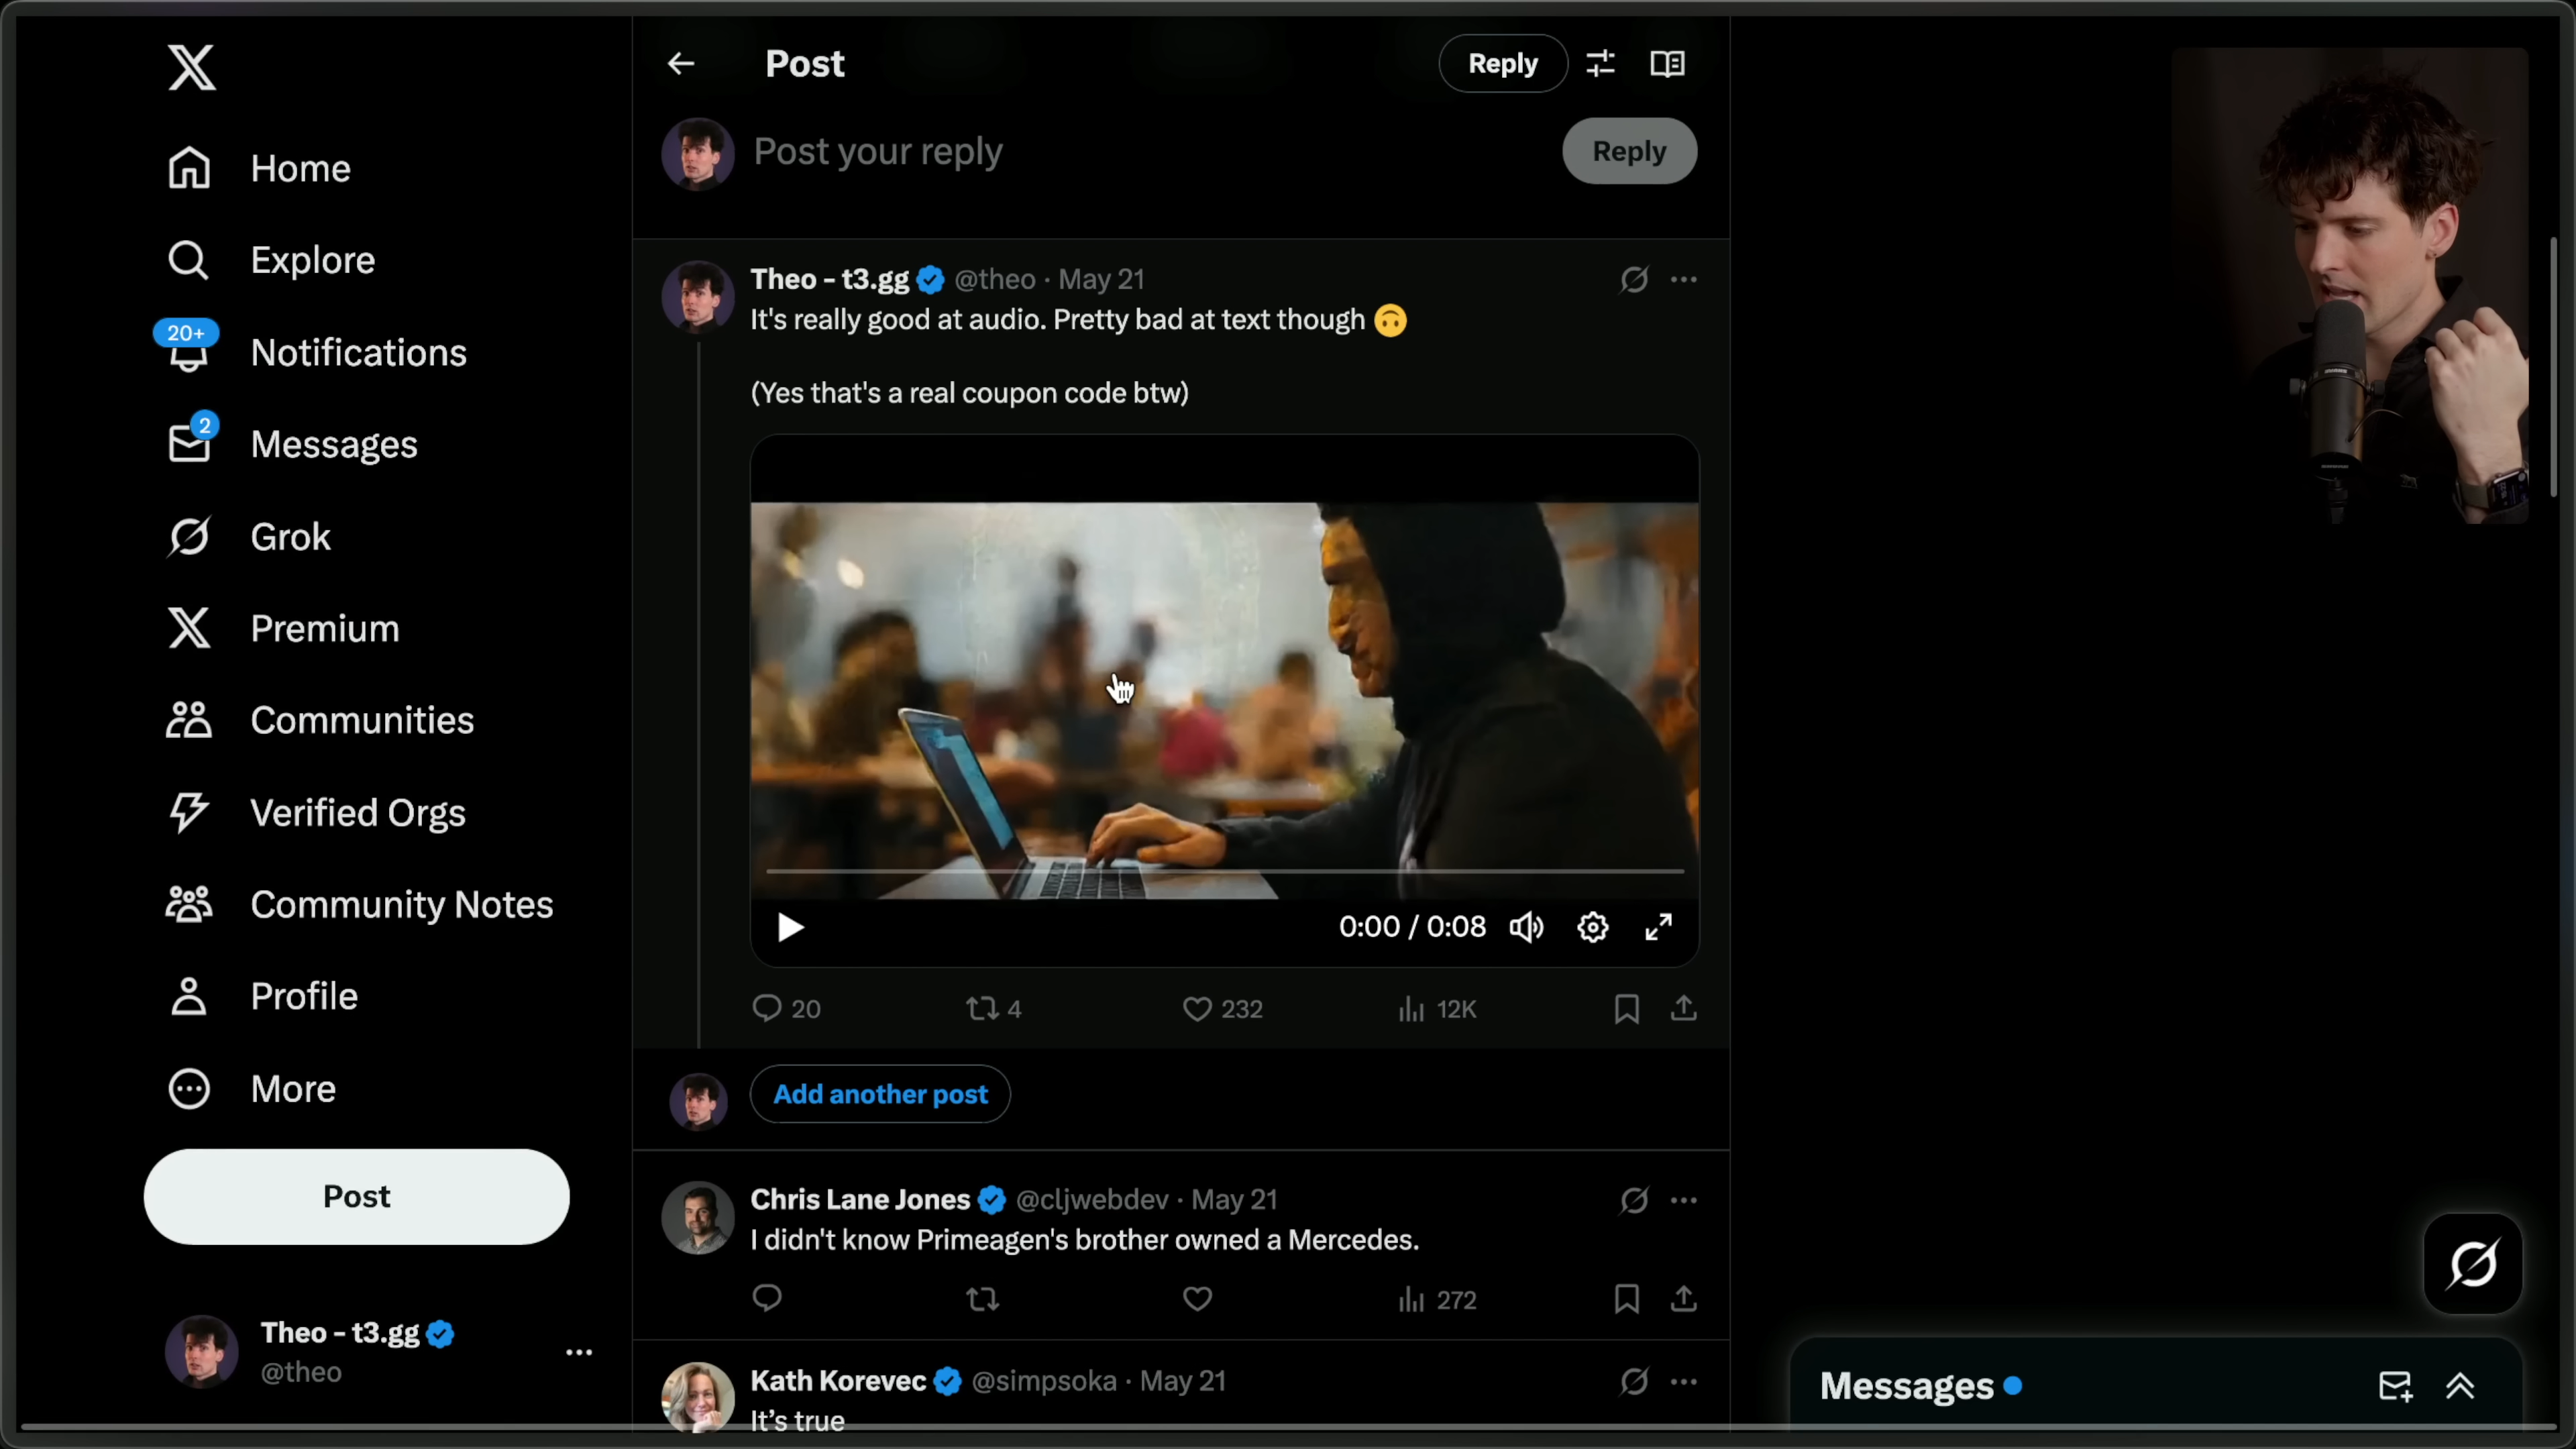 Post
Reply
Post your reply
Reply
Home
Explore
20+
Notifications
2
Messages
Grok
Premium
Communities
Verified Orgs
Community Notes
Profile
More
Post
Theo - t3.gg
@theo
Theo - t3.gg @theo · May 21
It's really good at audio. Pretty bad at text though 🙃
(Yes that's a real coupon code btw)
0:00 / 0:08
20 4 232 12K
Add another post
Chris Lane Jones @cljwebdev · May 21
I didn't know Primeagen's brother owned a Mercedes.
272
Kath Korevec @simpsoka · May 21
It's true
Messages